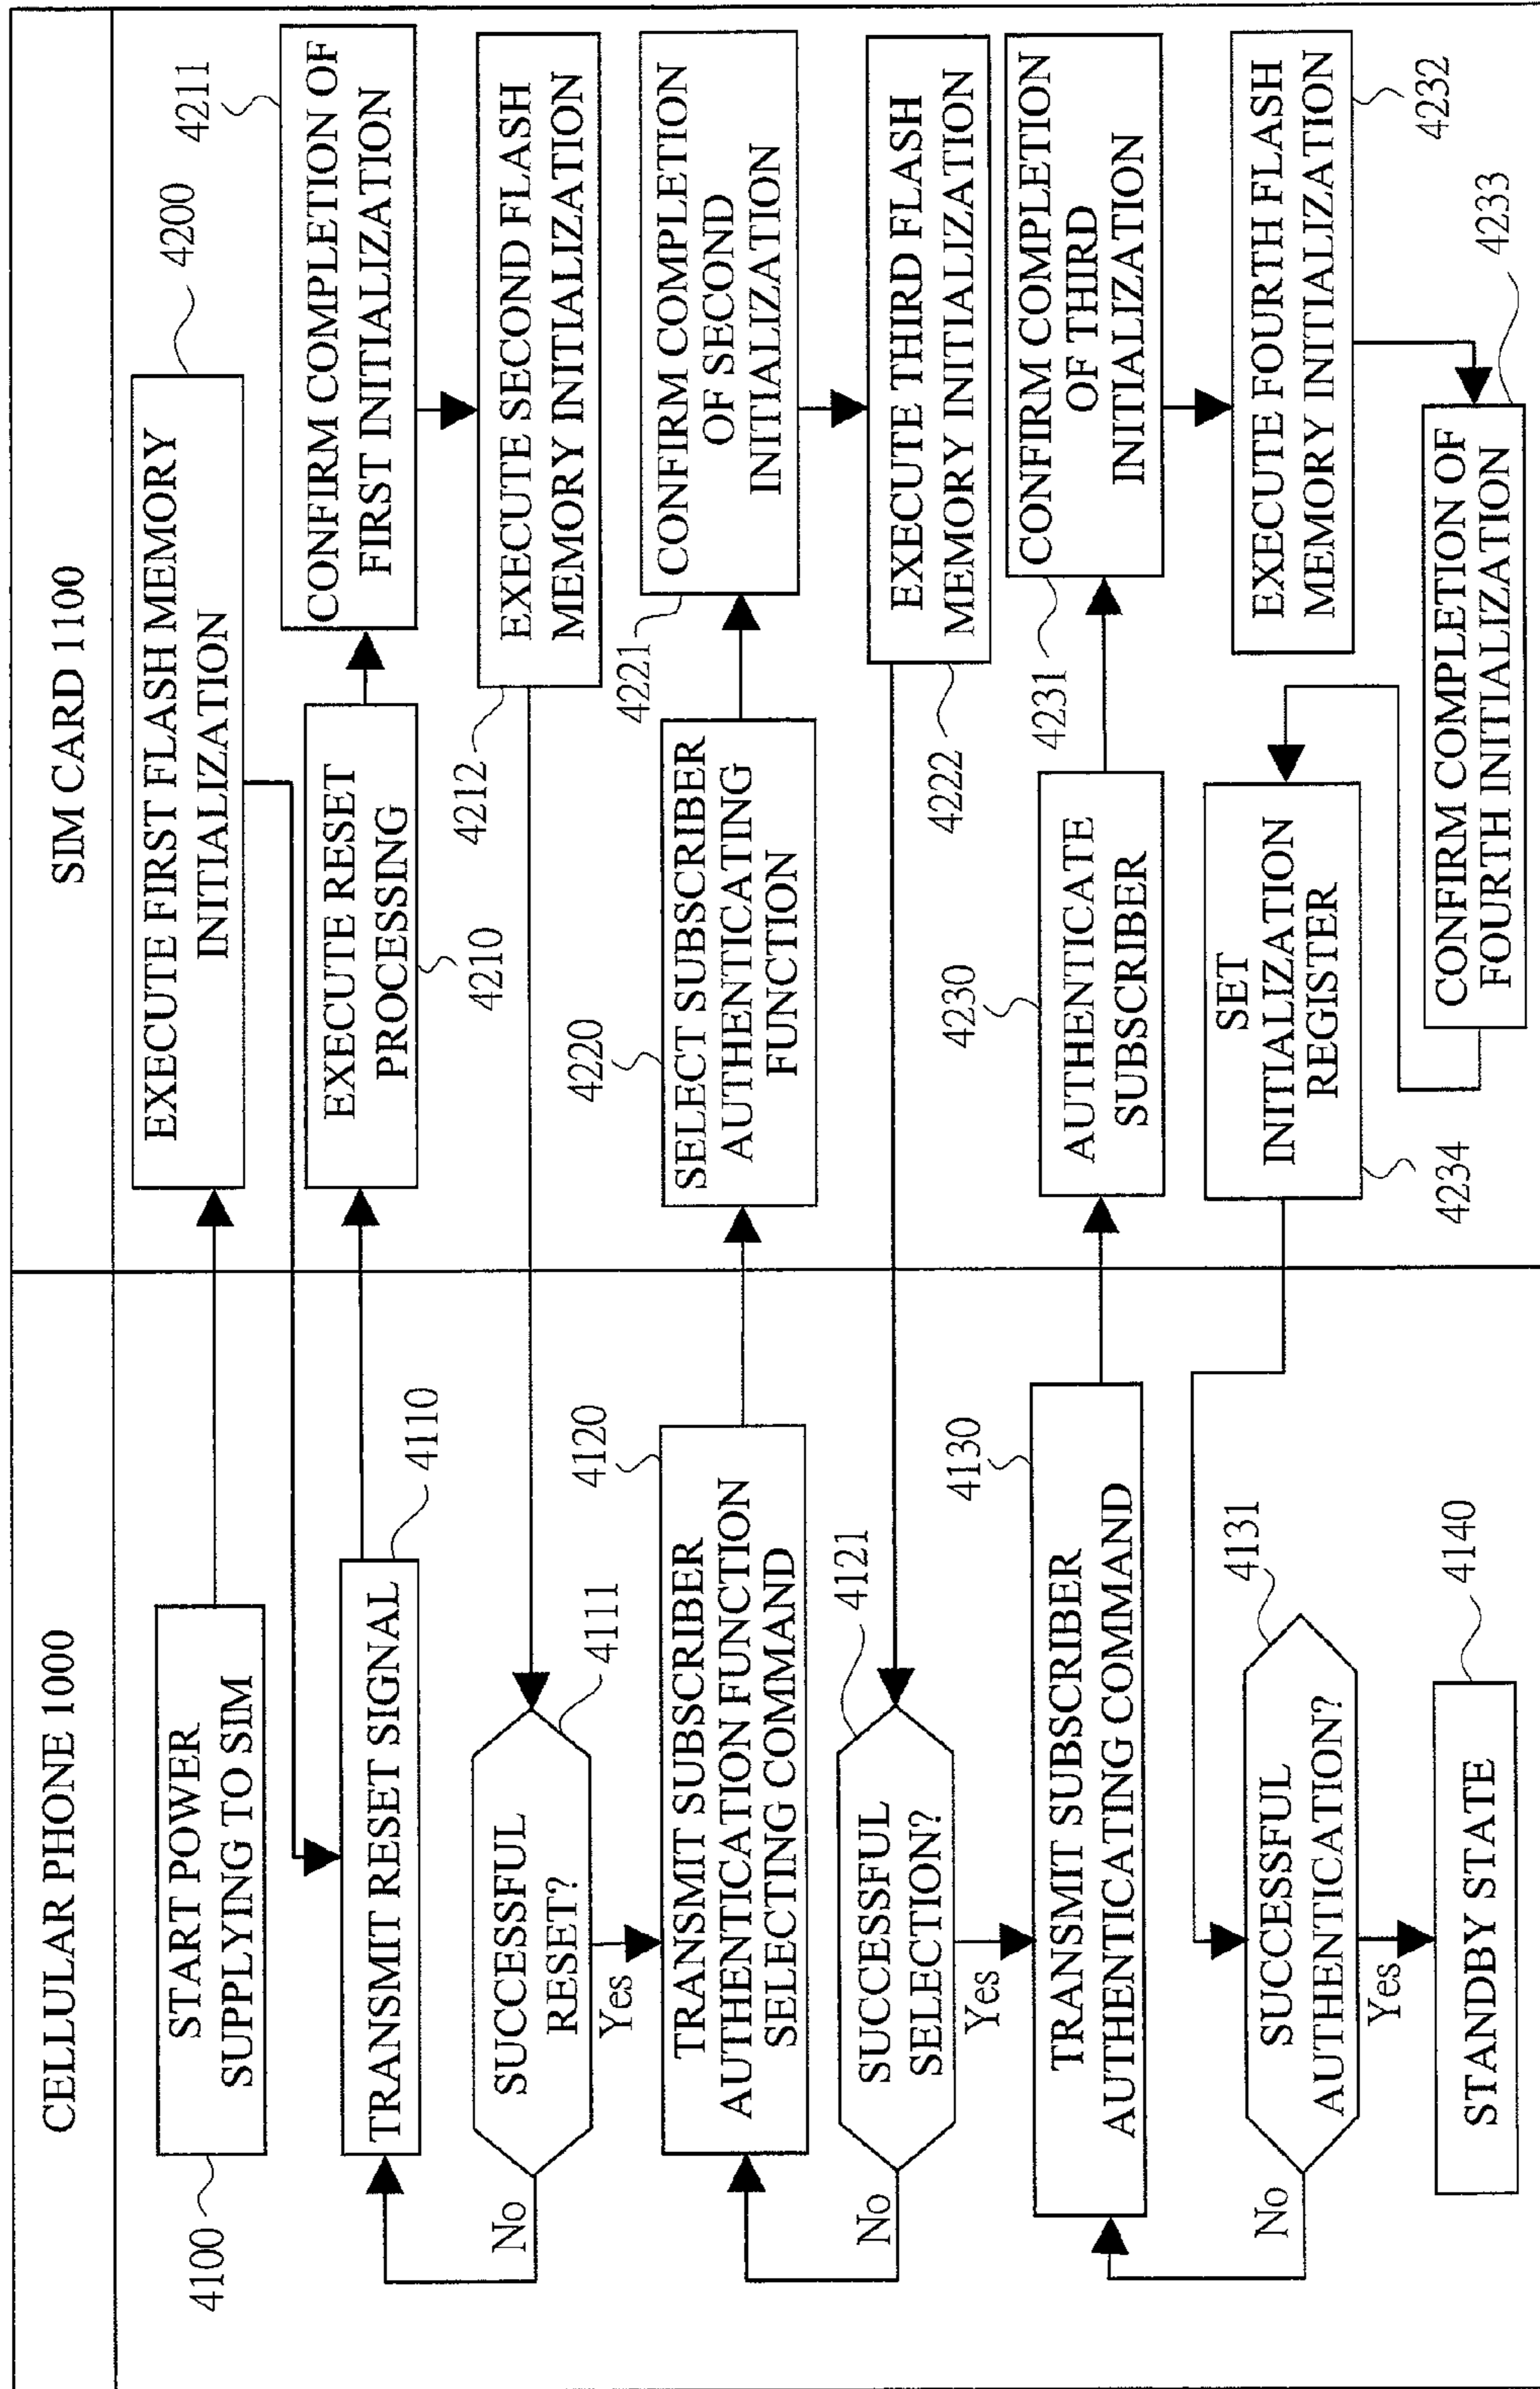 CELLULAR PHONE 1000
SIM CARD 1100
4100
START POWER
SUPPLYING TO SIM
EXECUTE FIRST FLASH MEMORY
INITIALIZATION
4200
TRANSMIT RESET SIGNAL
4110
EXECUTE RESET
PROCESSING
4210
CONFIRM COMPLETION OF
FIRST INITIALIZATION
4211
EXECUTE SECOND FLASH
MEMORY INITIALIZATION
4212
SUCCESSFUL
RESET?
4111
No
Yes
TRANSMIT SUBSCRIBER
AUTHENTICATION FUNCTION
SELECTING COMMAND
4120
SELECT SUBSCRIBER
AUTHENTICATING
FUNCTION
4220
CONFIRM COMPLETION
OF SECOND
INITIALIZATION
4221
EXECUTE THIRD FLASH
MEMORY INITIALIZATION
4222
SUCCESSFUL
SELECTION?
4121
No
Yes
TRANSMIT SUBSCRIBER
AUTHENTICATING COMMAND
4130
AUTHENTICATE
SUBSCRIBER
4230
CONFIRM COMPLETION
OF THIRD
INITIALIZATION
4231
EXECUTE FOURTH FLASH
MEMORY INITIALIZATION
4232
CONFIRM COMPLETION OF
FOURTH INITIALIZATION
4233
SET
INITIALIZATION
REGISTER
4234
SUCCESSFUL
AUTHENTICATION?
4131
No
Yes
STANDBY STATE
4140